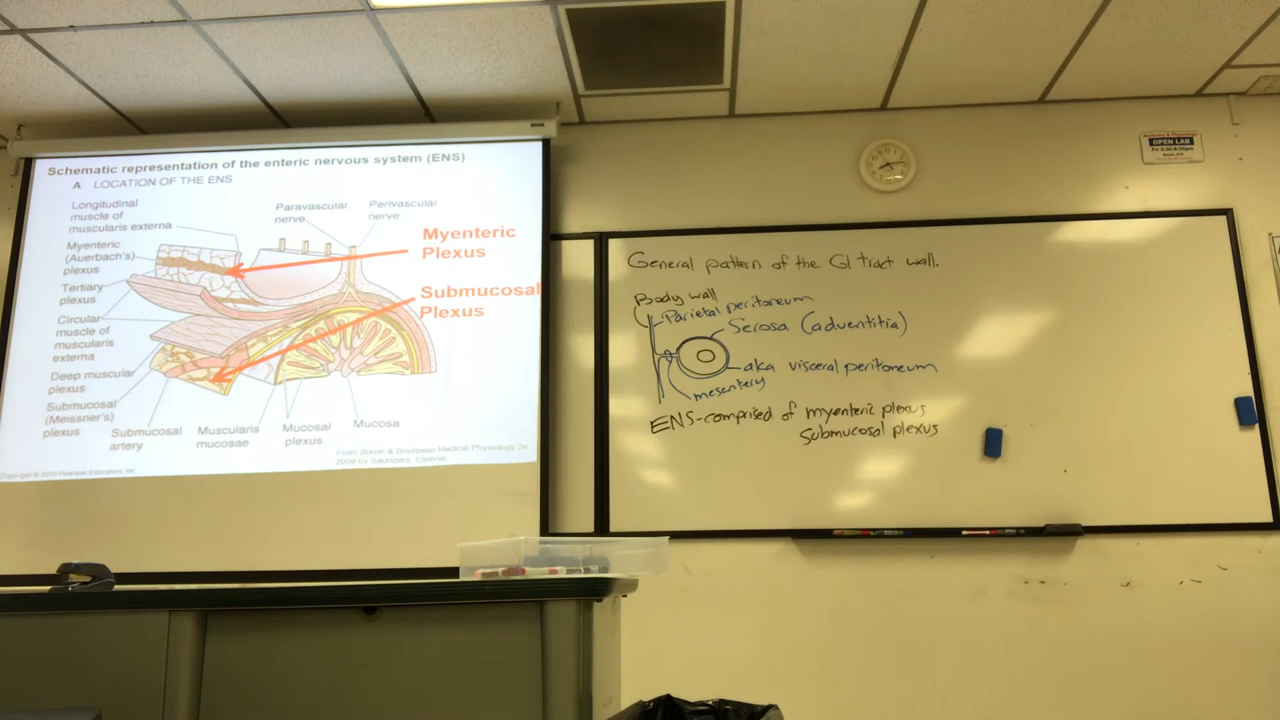 Schematic representation of the enteric nervous system (ENS)
A LOCATION OF THE ENS
Longitudinal
muscle of
muscularis externa
Myenteric
(Auerbach's)
plexus
Tertiary
plexus
Circular
muscle of
muscularis
externa
Deep muscular
plexus
Submucosal
(Meissner's)
plexus
Submucosal
artery
Muscularis
mucosae
Mucosal
plexus
Mucosa
Paravascular
nerve
Perivascular
nerve
Myenteric
Plexus
Submucosal
Plexus
From Boron & Boulpaep Medical Physiology 2e
2009 by Saunders, Elsevier
Copyright © 2010 Pearson Education, Inc.
General pattern of the GI tract wall.
Body wall
Parietal peritoneum
Serosa (adventitia)
aka visceral peritoneum
mesentery
ENS-comprised of myenteric plexus
Submucosal plexus
Anatomy & Physiology
OPEN LAB